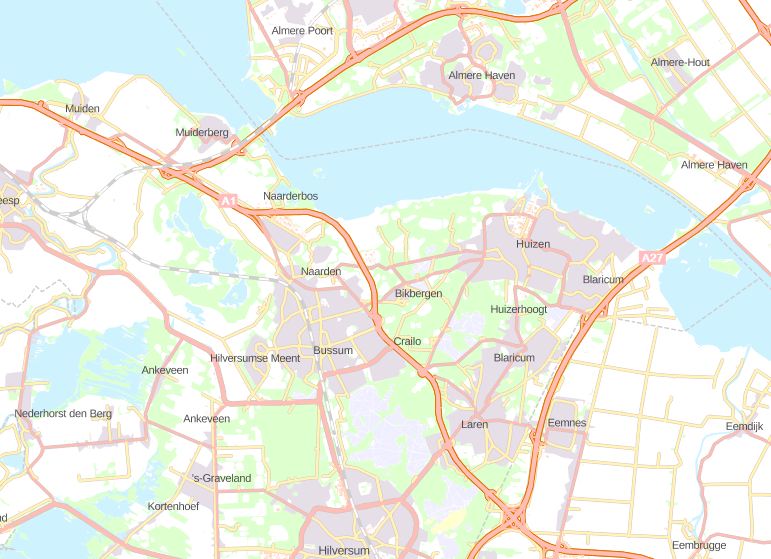 Almere Poort
Almere-Hout
Almere Haven
Muiden
Muiderberg
Almere Haven
Naarderbos
A1
Huizen
A27
Naarden
Blaricum
Bikbergen
Huizerhoogt
Crailo
Bussum
Hilversumse Meent
Blaricum
Ankeveen
Nederhorst den Berg
Ankeveen
Laren
Eemnes
Eemdijk
's-Graveland
Kortenhoef
Hilversum
Eembrugge